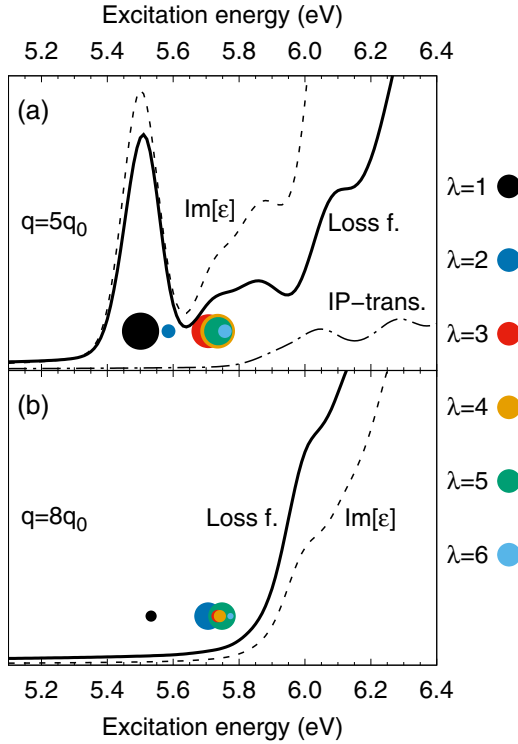 Excitation energy (eV)
5.2 5.4 5.6 5.8 6.0 6.2 6.4
(a)
Im[ε]
q=5q₀
Loss f.
IP−trans.
λ=1
λ=2
λ=3
λ=4
λ=5
λ=6
(b)
q=8q₀
Loss f.
Im[ε]
5.2 5.4 5.6 5.8 6.0 6.2 6.4
Excitation energy (eV)